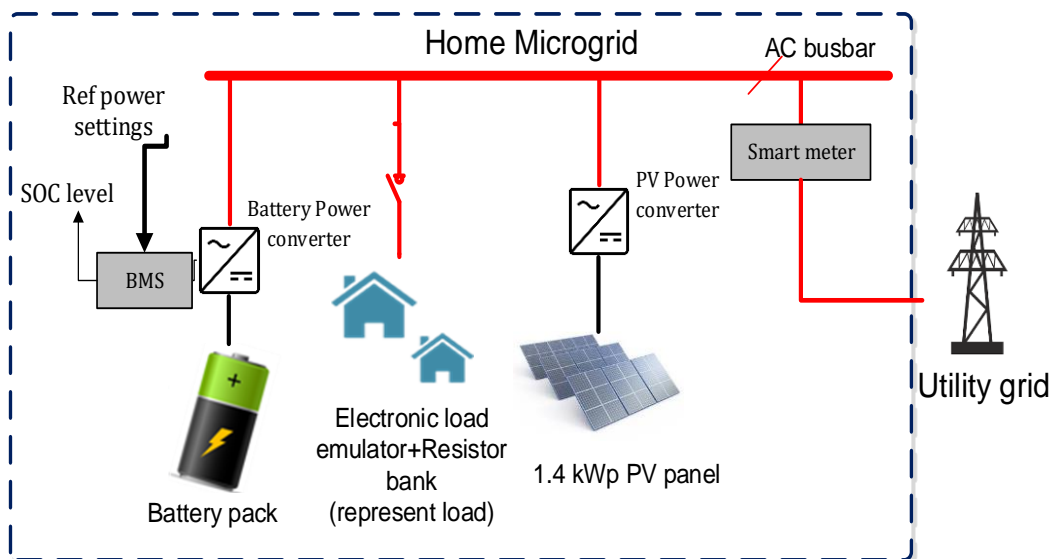 Home Microgrid
AC busbar
Ref power
settings
Smart meter
SOC level
PV Power
converter
Battery Power
converter
BMS
Utility grid
Electronic load
emulator+Resistor
bank
(represent load)
1.4 kWp PV panel
Battery pack